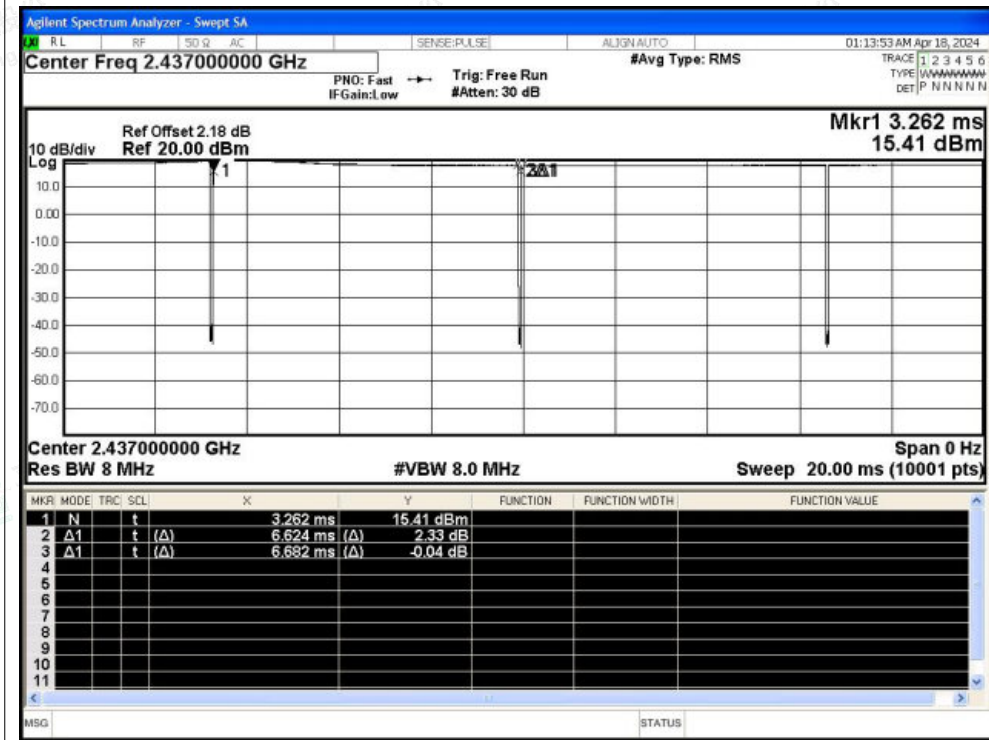 Agilent Spectrum Analyzer - Swept SA
RL RF 50 Ω AC SENSE:PULSE ALIGN AUTO 01:13:53 AM Apr 18, 2024
Center Freq 2.437000000 GHz #Avg Type: RMS TRACE 1 2 3 4 5 6
PNO: Fast Trig: Free Run TYPE
IFGain:Low #Atten: 30 dB DET P N N N N N
Mkr1 3.262 ms
Ref Offset 2.18 dB
10 dB/div Ref 20.00 dBm 15.41 dBm
Log
1
10.0
0.00
-10.0
-20.0
-30.0
-40.0
-50.0
-60.0
-70.0
Center 2.437000000 GHz Span 0 Hz
Res BW 8 MHz #VBW 8.0 MHz Sweep 20.00 ms (10001 pts)
MKR MODE TRC SCL X Y FUNCTION FUNCTION WIDTH FUNCTION VALUE
1 N t 3.262 ms 15.41 dBm
2 Δ1 t (Δ) 6.624 ms (Δ) 2.33 dB
3 Δ1 t (Δ) 6.682 ms (Δ) -0.04 dB
4
5
6
7
8
9
10
11
MSG STATUS